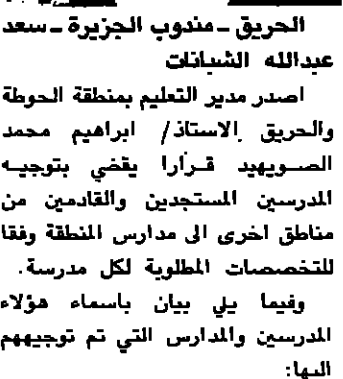 الحريق - مندوب الجزيرة - سعد
عبدالله الشبانات
اصدر مدير التعليم بمنطقة الحوطة
والحريق الاستاذ/ ابراهيم محمد
الصويهيد قرارا يقضي بتوجيه
المدرسين المستجدين والقادمين من
مناطق اخرى الى مدارس المنطقة وفقا
للتخصصات المطلوبة لكل مدرسة.
وفيما يلي بيان باسماء هؤلاء
المدرسين والمدارس التي تم توجيههم
اليها: